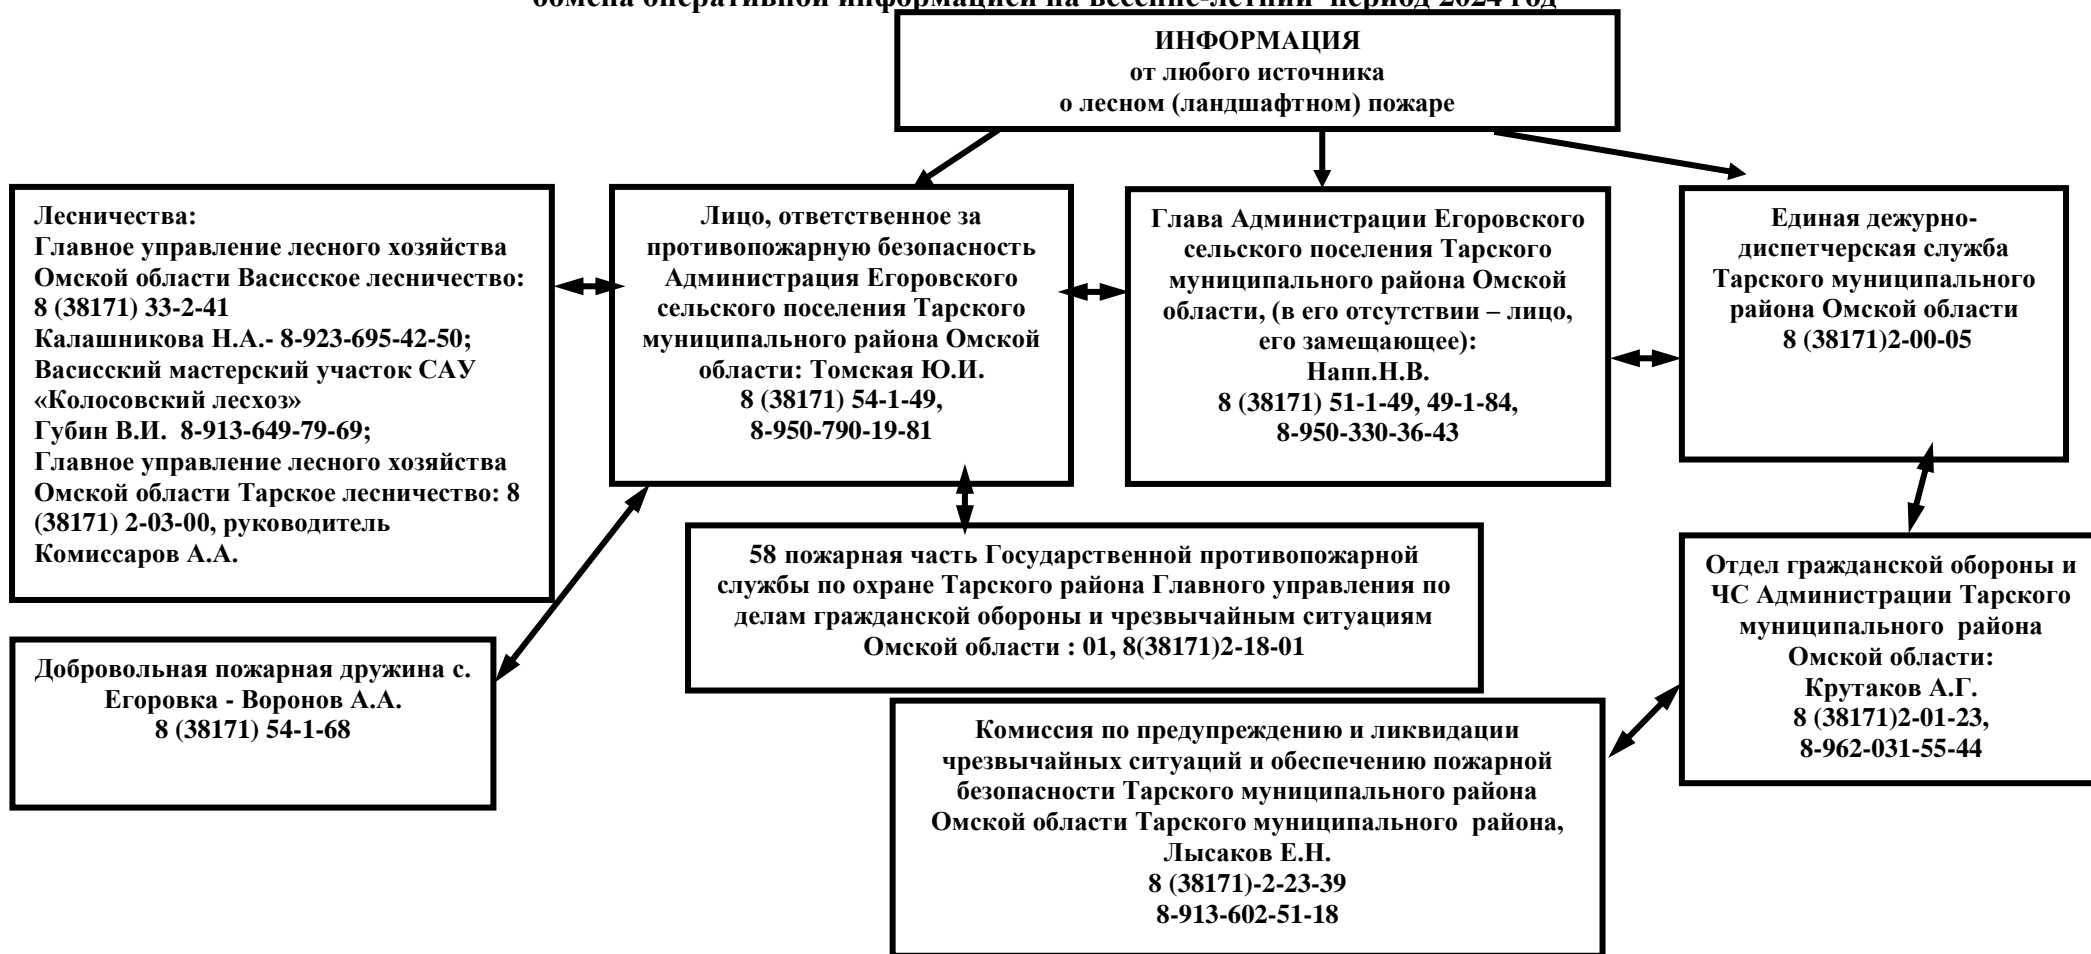 обмена оперативной информацией на весенне-летний период 2024 год
ИНФОРМАЦИЯ
от любого источника
о лесном (ландшафтном) пожаре
Лесничества:
Главное управление лесного хозяйства
Омской области Васисское лесничество:
8 (38171) 33-2-41
Калашникова Н.А.- 8-923-695-42-50;
Васисский мастерский участок САУ
«Колосовский лесхоз»
Губин В.И. 8-913-649-79-69;
Главное управление лесного хозяйства
Омской области Тарское лесничество: 8
(38171) 2-03-00, руководитель
Комиссаров А.А.
Лицо, ответственное за
противопожарную безопасность
Администрация Егоровского
сельского поселения Тарского
муниципального района Омской
области: Томская Ю.И.
8 (38171) 54-1-49,
8-950-790-19-81
Глава Администрации Егоровского
сельского поселения Тарского
муниципального района Омской
области, (в его отсутствии – лицо,
его замещающее):
Напп.Н.В.
8 (38171) 51-1-49, 49-1-84,
8-950-330-36-43
Единая дежурно-
диспетчерская служба
Тарского муниципального
района Омской области
8 (38171)2-00-05
58 пожарная часть Государственной противопожарной
службы по охране Тарского района Главного управления по
делам гражданской обороны и чрезвычайным ситуациям
Омской области : 01, 8(38171)2-18-01
Отдел гражданской обороны и
ЧС Администрации Тарского
муниципального района
Омской области:
Крутаков А.Г.
8 (38171)2-01-23,
8-962-031-55-44
Добровольная пожарная дружина с.
Егоровка - Воронов А.А.
8 (38171) 54-1-68
Комиссия по предупреждению и ликвидации
чрезвычайных ситуаций и обеспечению пожарной
безопасности Тарского муниципального района
Омской области Тарского муниципального района,
Лысаков Е.Н.
8 (38171)-2-23-39
8-913-602-51-18